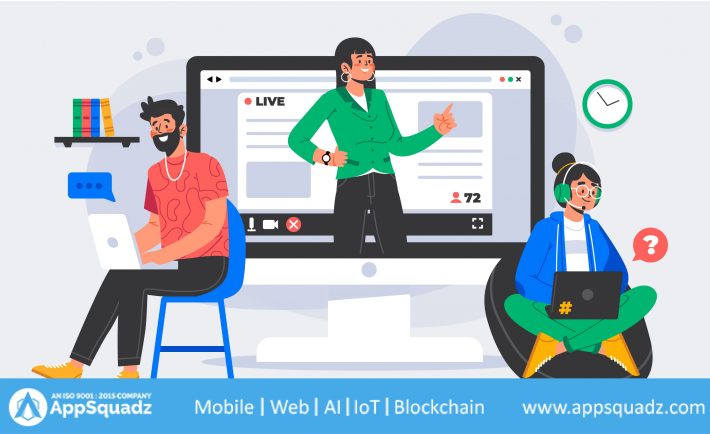 LIVE
72
?
#
AN ISO 9001 : 2015 COMPANY
AppSquadz
Mobile | Web | AI | IoT | Blockchain
www.appsquadz.com